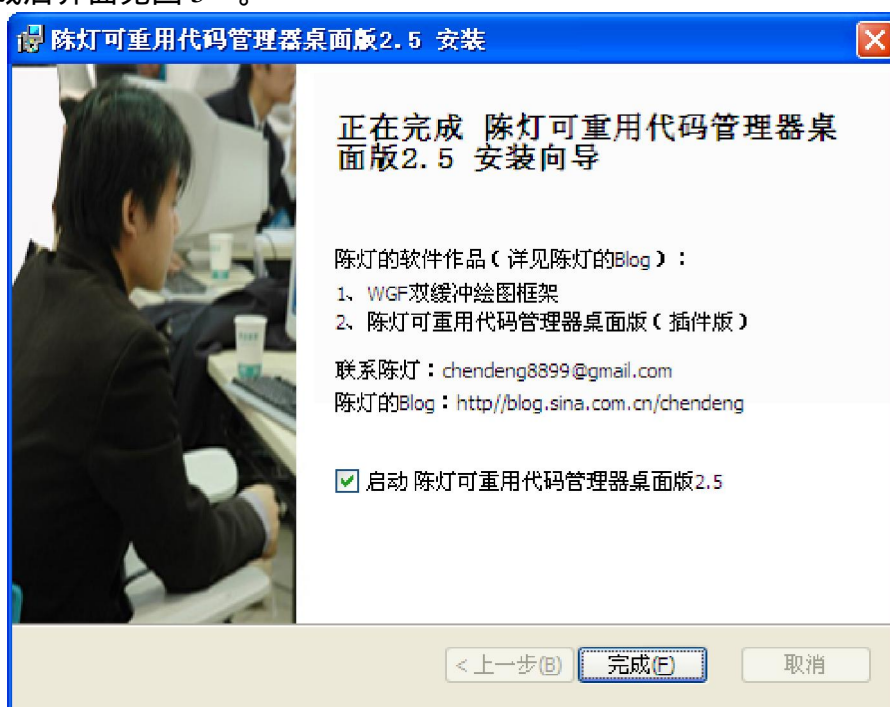 后界面见图
陈灯可重用代码管理器桌面版2.5 安装
正在完成 陈灯可重用代码管理器桌
面版2.5 安装向导
陈灯的软件作品(详见陈灯的Blog):
1、WGF双缓冲绘图框架
2、陈灯可重用代码管理器桌面版(插件版)
联系陈灯:chendeng8899@gmail.com
陈灯的Blog:http//blog.sina.com.cn/chendeng
启动 陈灯可重用代码管理器桌面版2.5
<上一步(B)
完成(F)
取消